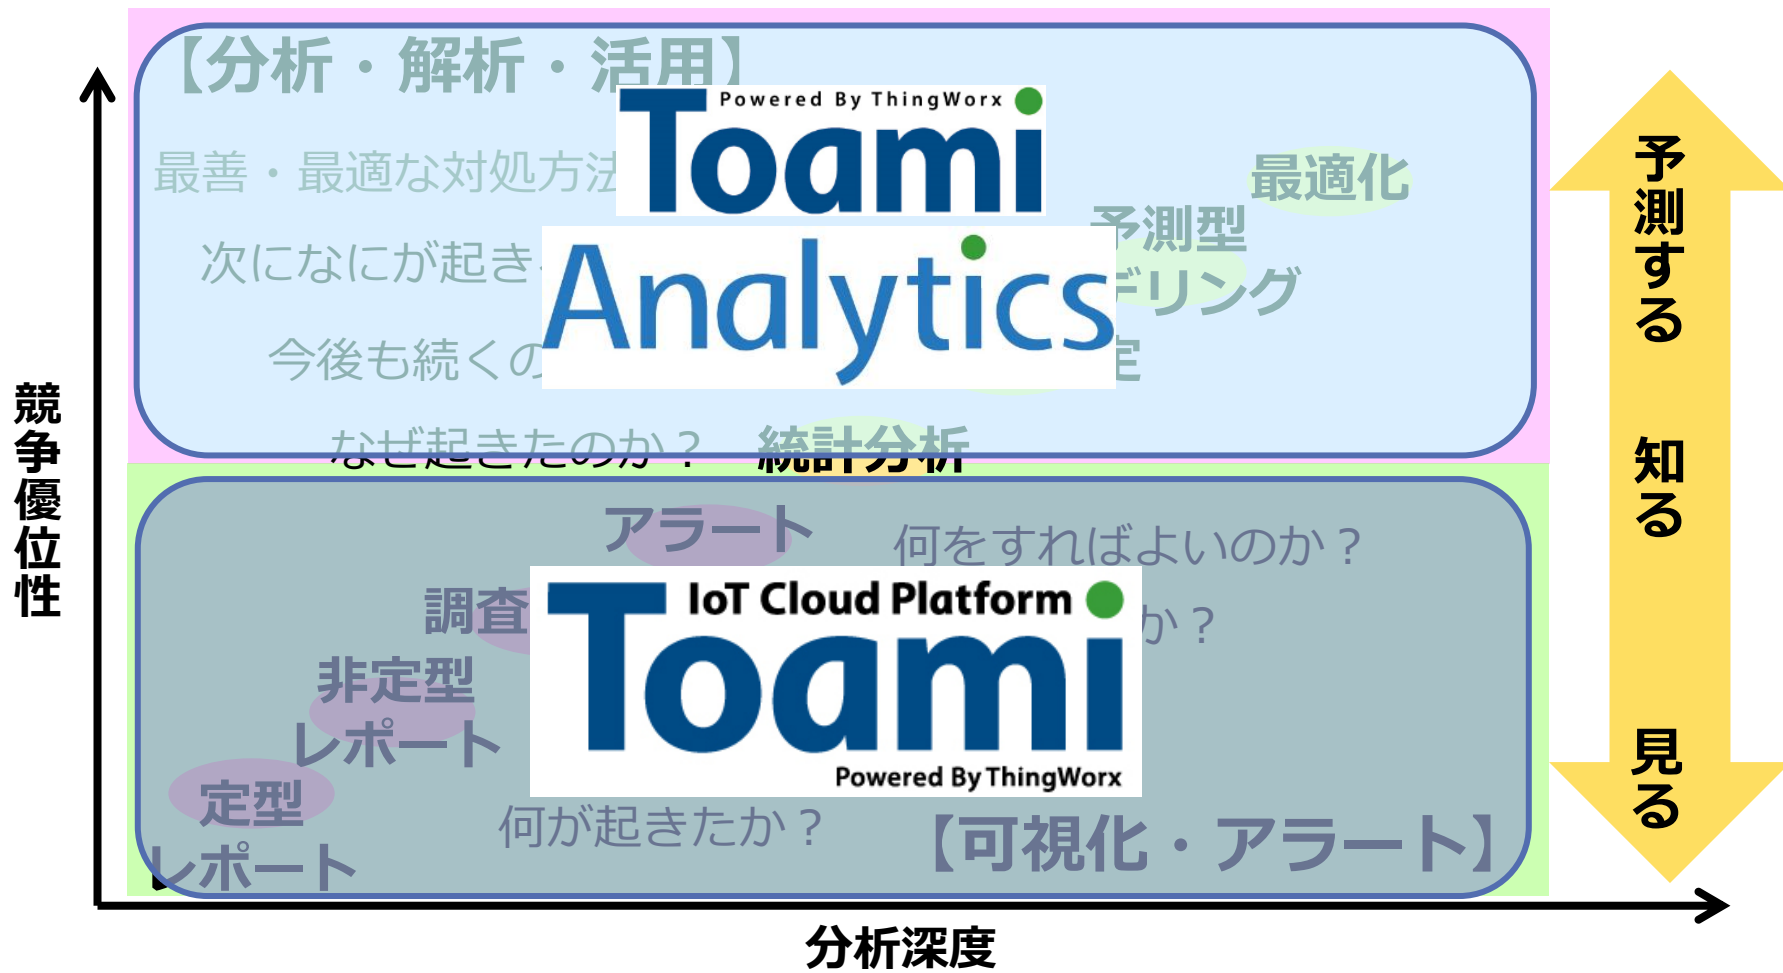 【分析・解析・活用】
Powered By ThingWorx
Toami
Analytics
最善・最適な対処方法
最適化
次になにが起き
予測型
デリング
今後も続くの
定
なぜ起きたのか？
統計分析
アラート
何をすればよいのか？
調査
か？
IoT Cloud Platform
Toami
Powered By ThingWorx
非定型
レポート
定型
レポート
何が起きたか？
【可視化・アラート】
競争優位性
分析深度
予測する
知る
見る